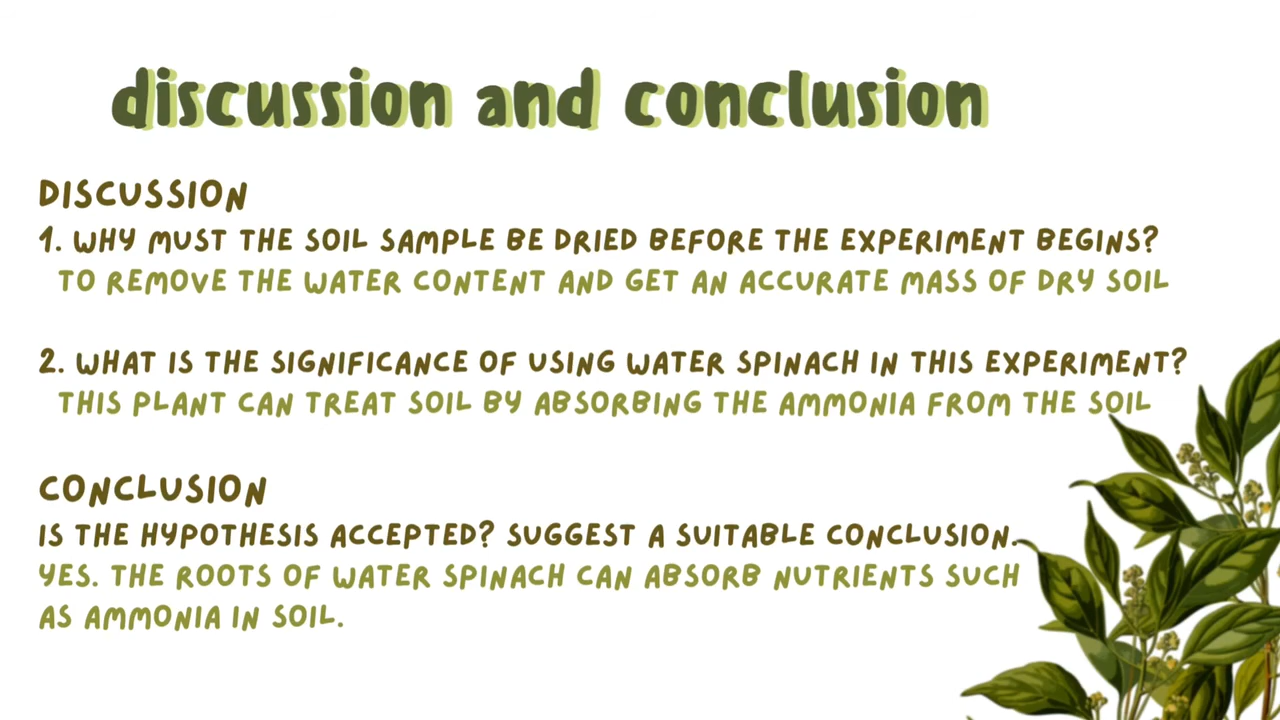 discussion and conclusion
DISCUSSION
1. WHY MUST THE SOIL SAMPLE BE DRIED BEFORE THE EXPERIMENT BEGINS?
TO REMOVE THE WATER CONTENT AND GET AN ACCURATE MASS OF DRY SOIL
2. WHAT IS THE SIGNIFICANCE OF USING WATER SPINACH IN THIS EXPERIMENT?
THIS PLANT CAN TREAT SOIL BY ABSORBING THE AMMONIA FROM THE SOIL
CONCLUSION
IS THE HYPOTHESIS ACCEPTED? SUGGEST A SUITABLE CONCLUSION.
YES. THE ROOTS OF WATER SPINACH CAN ABSORB NUTRIENTS SUCH
AS AMMONIA IN SOIL.